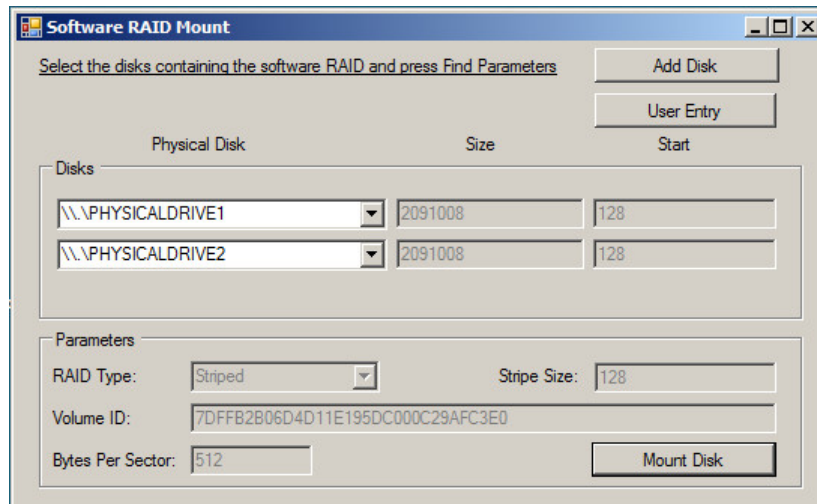 Software RAID Mount
Select the disks containing the software RAID and press Find Parameters
Add Disk
User Entry
Physical Disk Size Start
Disks
\\.\PHYSICALDRIVE1 2091008 128
\\.\PHYSICALDRIVE2 2091008 128
Parameters
RAID Type: Striped Stripe Size: 128
Volume ID: 7DFFB2B06D4D11E195DC000C29AFC3E0
Bytes Per Sector: 512 Mount Disk